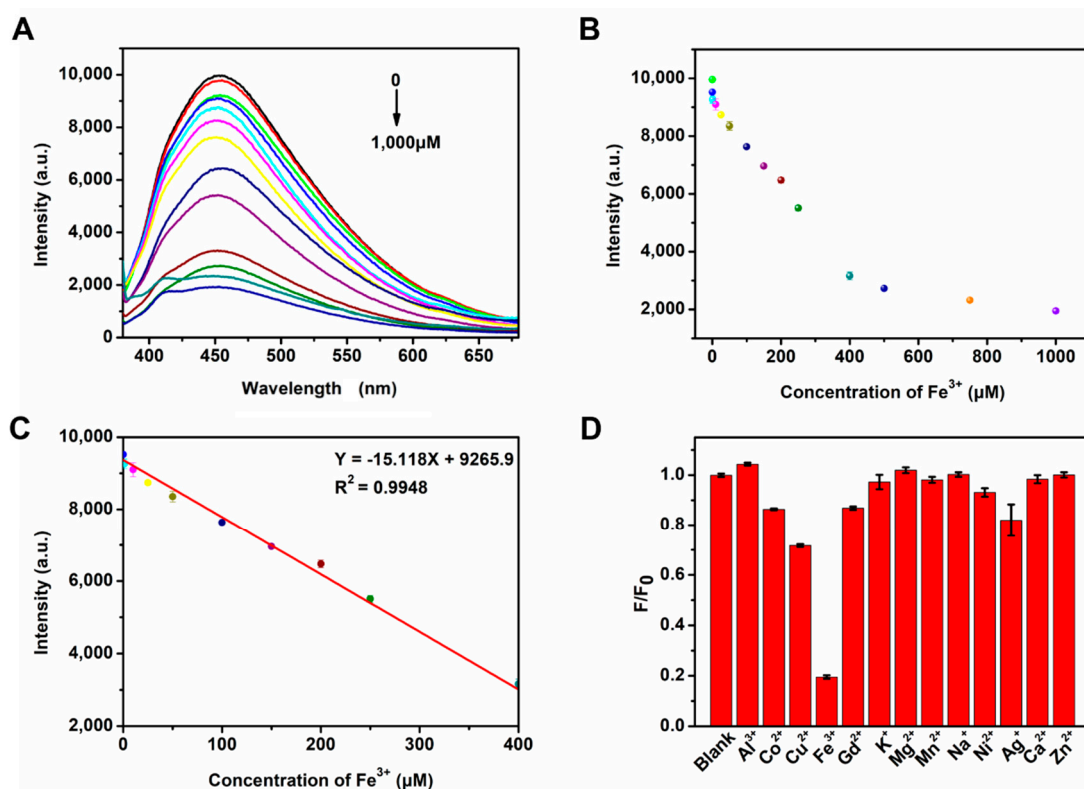 A
10,000
8,000
6,000
4,000
2,000
0
Intensity (a.u.)
0
1,000µM
400 450 500 550 600 650
Wavelength (nm)
B
10,000
8,000
6,000
4,000
2,000
Intensity (a.u.)
0 200 400 600 800 1000
Concentration of Fe³⁺ (µM)
C
10,000
8,000
6,000
4,000
2,000
Intensity (a.u.)
Y = -15.118X + 9265.9
R² = 0.9948
0 100 200 300 400
Concentration of Fe³⁺ (µM)
D
1.0
0.8
0.6
0.4
0.2
0.0
F/F₀
Blank Al³⁺ Co²⁺ Cu²⁺ Fe³⁺ Gd²⁺ K⁺ Mg²⁺ Mn²⁺ Na⁺ Ni²⁺ Ag⁺ Ca²⁺ Zn²⁺